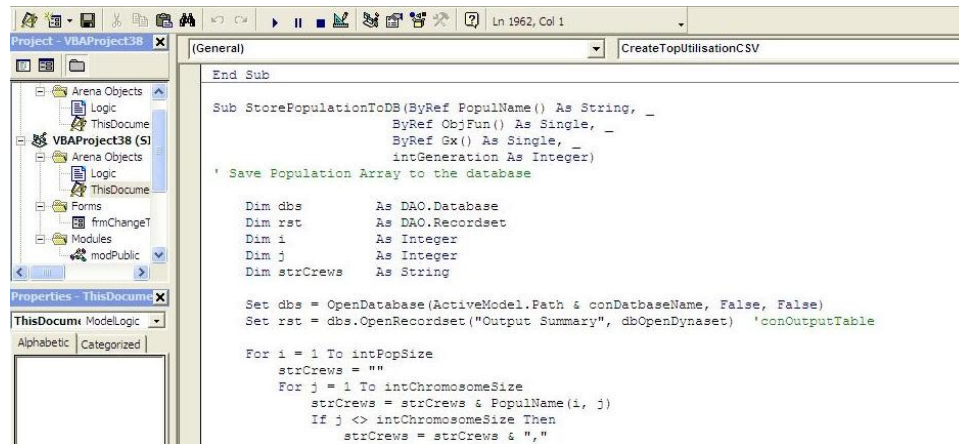 Ln 1962, Col 1
Project - VBAProject38
(General)
CreateTopUtilisationCSV
Arena Objects
Logic
ThisDocume
VBAProject38 (SI
Arena Objects
Logic
ThisDocume
Forms
frmChangeT
Modules
modPublic
Properties - ThisDocume
ThisDocume ModelLogic
Alphabetic
Categorized
End Sub
Sub StorePopulationToDB(ByRef PopulName() As String, _
ByRef ObjFun() As Single, _
ByRef Gx() As Single, _
intGeneration As Integer)
' Save Population Array to the database
Dim dbs As DAO.Database
Dim rst As DAO.Recordset
Dim i As Integer
Dim j As Integer
Dim strCrews As String
Set dbs = OpenDatabase(ActiveModel.Path & conDatbaseName, False, False)
Set rst = dbs.OpenRecordset("Output Summary", dbOpenDynaset) 'conOutputTable
For i = 1 To intPopSize
strCrews = ""
For j = 1 To intChromosomeSize
strCrews = strCrews & PopulName(i, j)
If j <> intChromosomeSize Then
strCrews = strCrews & ","